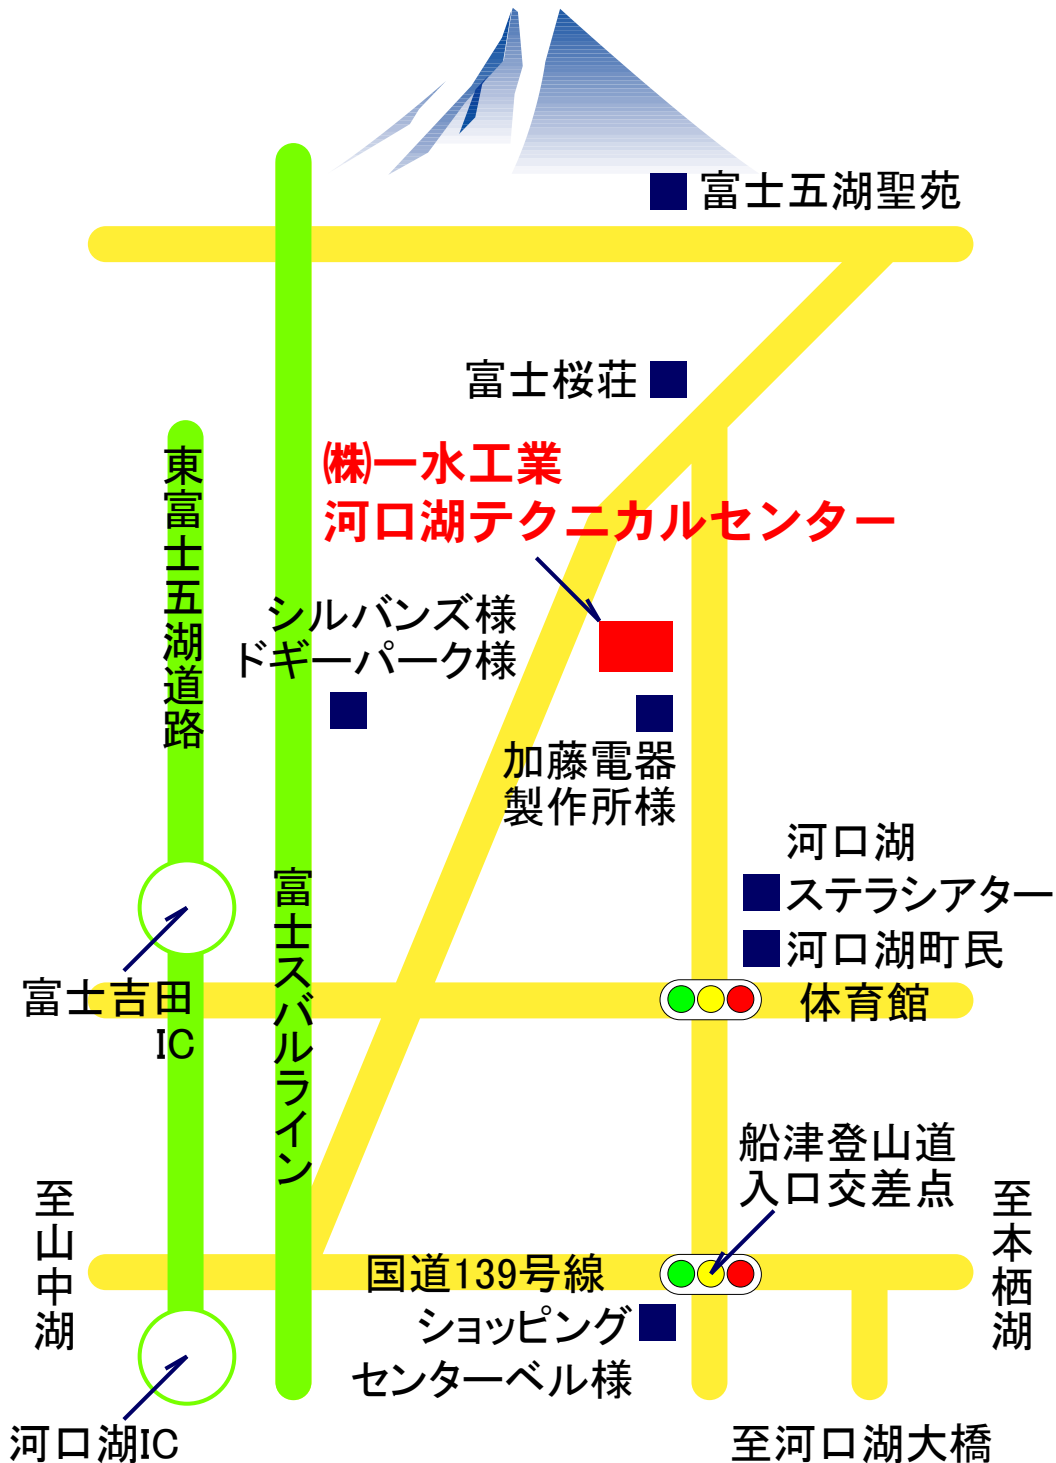 富士五湖聖苑
富士桜荘
㈱一水工業
河口湖テクニカルセンター
東富士五湖道路
シルバンズ様
ドギーパーク様
加藤電器
製作所様
河口湖
ステラシアター
河口湖町民
体育館
富士スバルライン
富士吉田
IC
船津登山道
入口交差点
至山中湖
至本栖湖
国道139号線
ショッピング
センターベル様
河口湖IC
至河口湖大橋